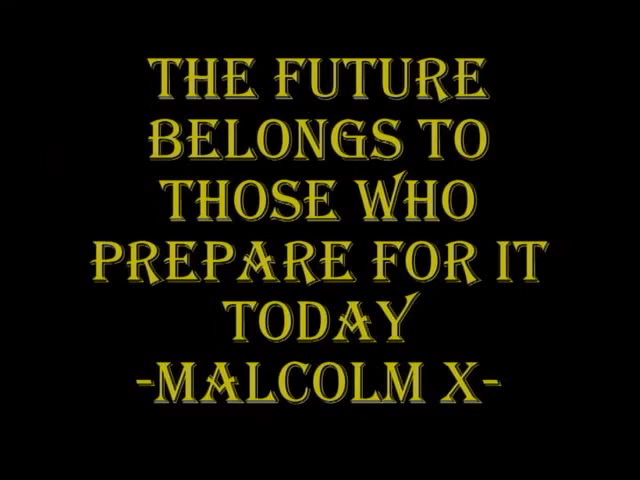 THE FUTURE
BELONGS TO
THOSE WHO
PREPARE FOR IT
TODAY
-MALCOLM X-